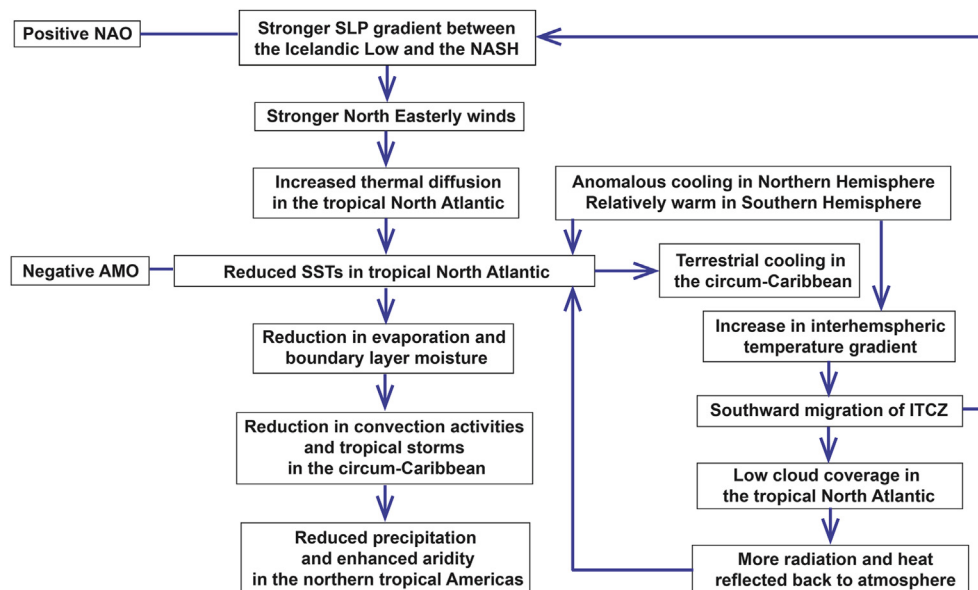 Positive NAO
Stronger SLP gradient between
the Icelandic Low and the NASH
Stronger North Easterly winds
Increased thermal diffusion
in the tropical North Atlantic
Anomalous cooling in Northern Hemisphere
Relatively warm in Southern Hemisphere
Negative AMO
Reduced SSTs in tropical North Atlantic
Terrestrial cooling in
the circum-Caribbean
Reduction in evaporation and
boundary layer moisture
Increase in interhemspheric
temperature gradient
Reduction in convection activities
and tropical storms
in the circum-Caribbean
Southward migration of ITCZ
Low cloud coverage in
the tropical North Atlantic
Reduced precipitation
and enhanced aridity
in the northern tropical Americas
More radiation and heat
reflected back to atmosphere